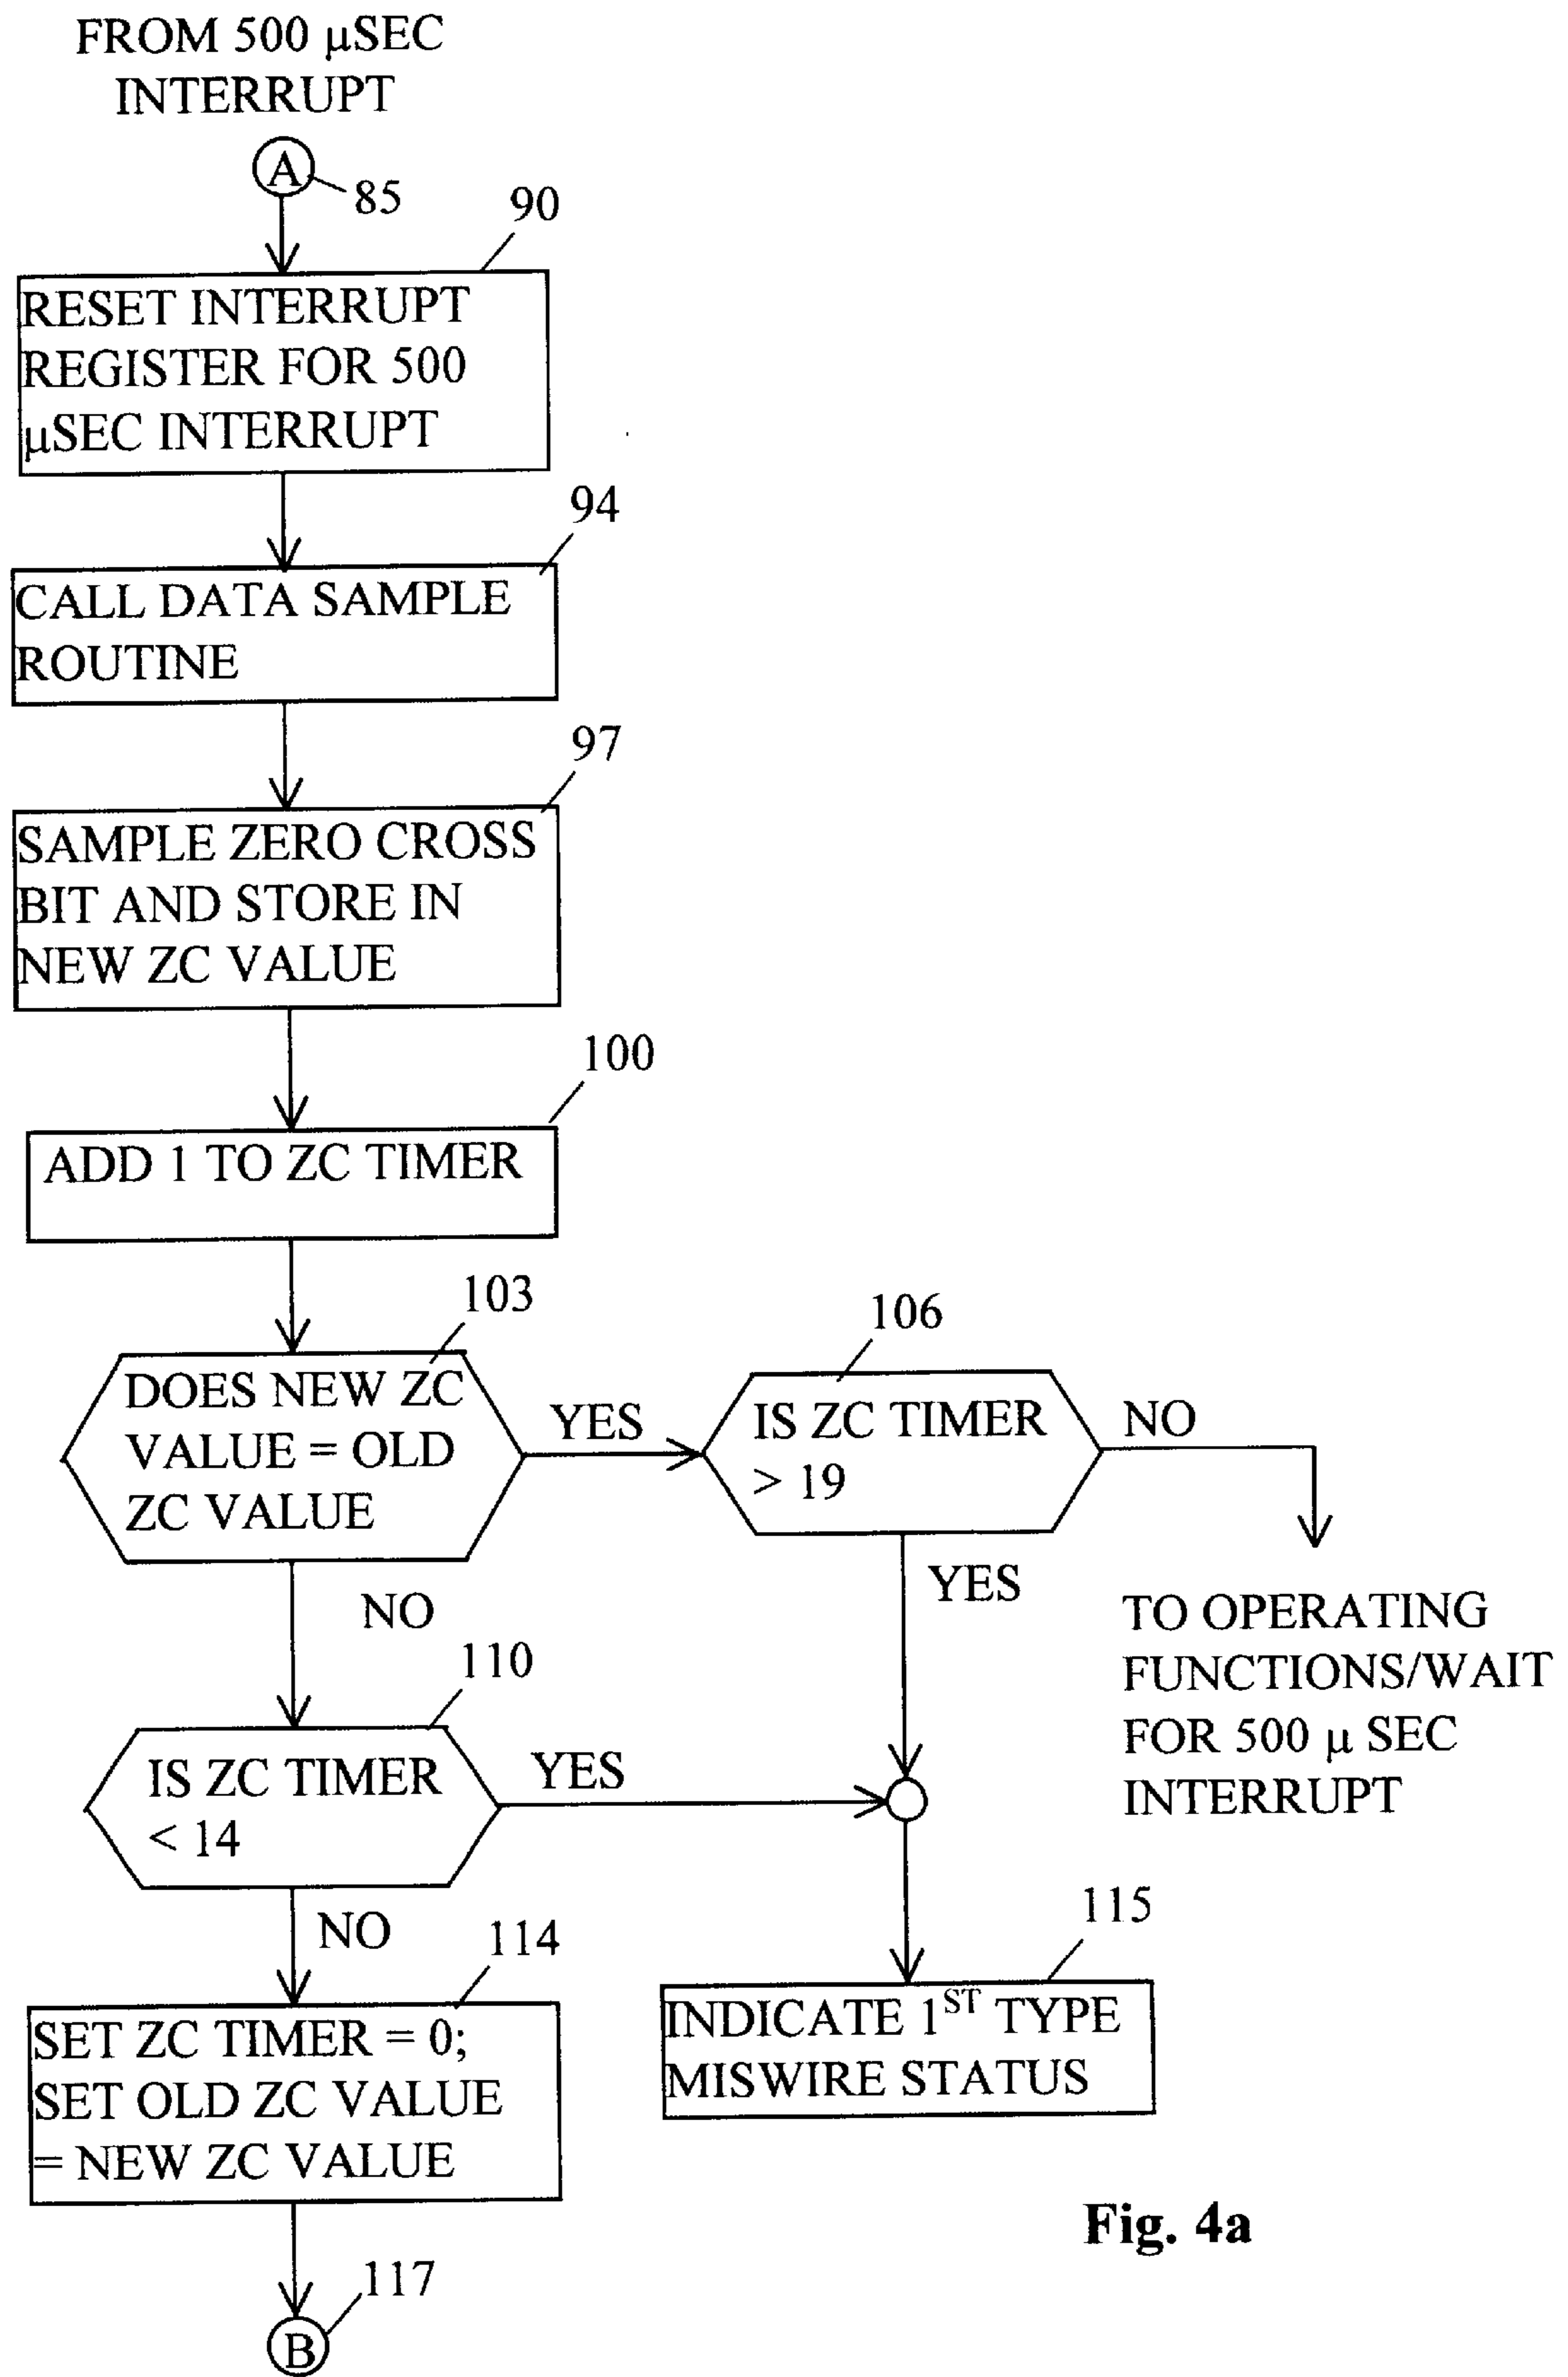 FROM 500 μSEC
INTERRUPT
A
85
90
RESET INTERRUPT
REGISTER FOR 500
μSEC INTERRUPT
94
CALL DATA SAMPLE
ROUTINE
97
SAMPLE ZERO CROSS
BIT AND STORE IN
NEW ZC VALUE
100
ADD 1 TO ZC TIMER
103
DOES NEW ZC
VALUE = OLD
ZC VALUE
YES
106
IS ZC TIMER
> 19
NO
YES
TO OPERATING
FUNCTIONS/WAIT
FOR 500 μ SEC
INTERRUPT
NO
110
IS ZC TIMER
< 14
YES
NO
114
SET ZC TIMER = 0;
SET OLD ZC VALUE
= NEW ZC VALUE
115
INDICATE 1ST TYPE
MISWIRE STATUS
117
B
Fig. 4a